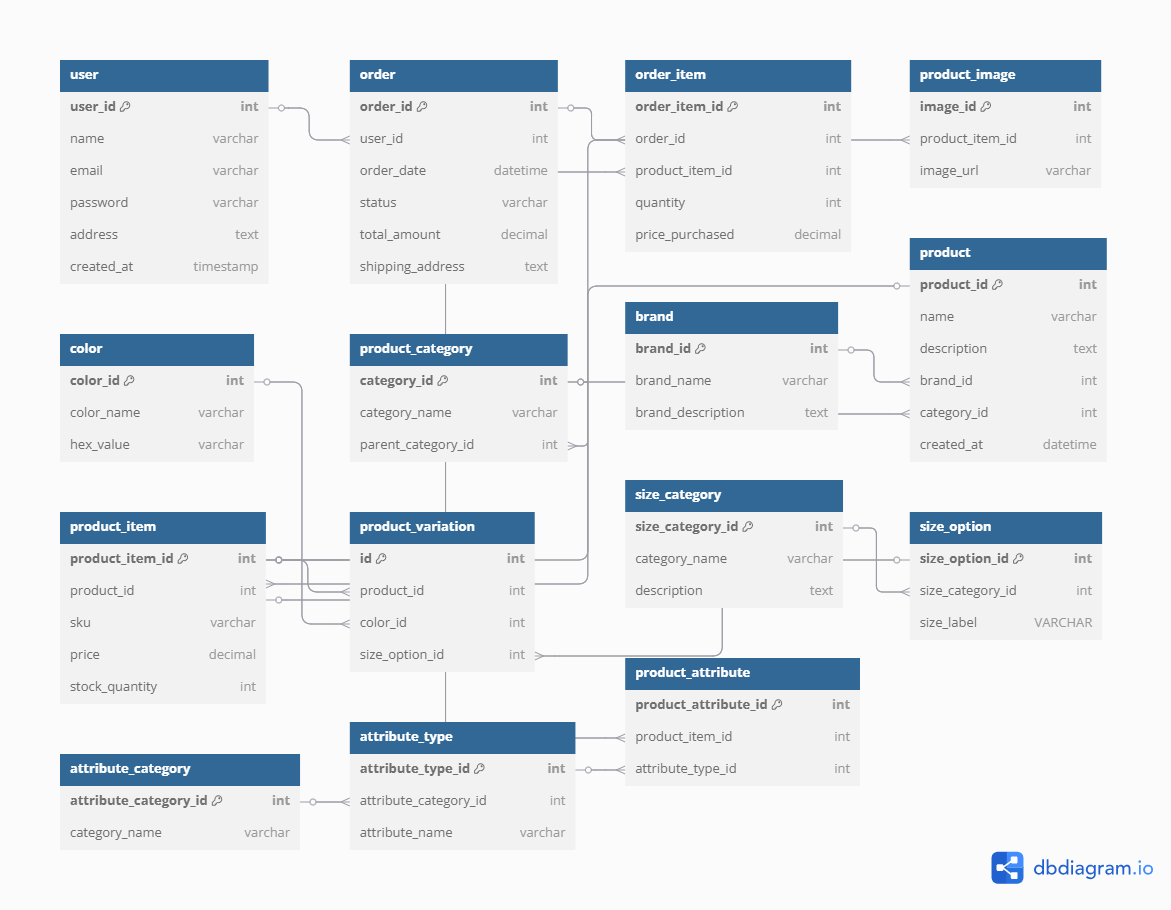 user
user_id int
name varchar
email varchar
password varchar
address text
created_at timestamp
order
order_id int
user_id int
order_date datetime
status varchar
total_amount decimal
shipping_address text
order_item
order_item_id int
order_id int
product_item_id int
quantity int
price_purchased decimal
product_image
image_id int
product_item_id int
image_url varchar
product
product_id int
name varchar
description text
brand_id int
category_id int
created_at datetime
brand
brand_id int
brand_name varchar
brand_description text
color
color_id int
color_name varchar
hex_value varchar
product_category
category_id int
category_name varchar
parent_category_id int
size_category
size_category_id int
category_name varchar
description text
size_option
size_option_id int
size_category_id int
size_label VARCHAR
product_item
product_item_id int
product_id int
sku varchar
price decimal
stock_quantity int
product_variation
id int
product_id int
color_id int
size_option_id int
product_attribute
product_attribute_id int
product_item_id int
attribute_type_id int
attribute_type
attribute_type_id int
attribute_category_id int
attribute_name varchar
attribute_category
attribute_category_id int
category_name varchar
dbdiagram.io